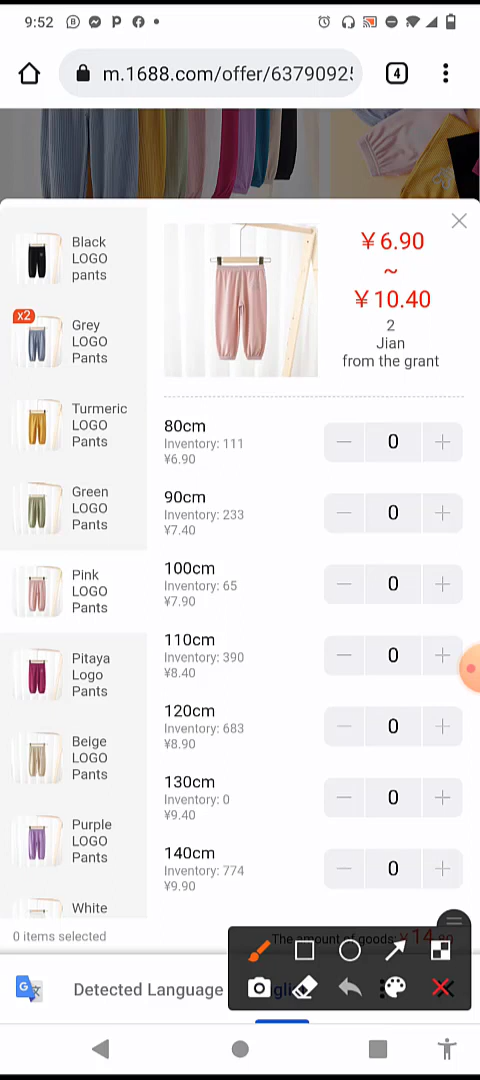 9:52
m.1688.com/offer/63790925
4
Black
LOGO
pants
x2
Grey
LOGO
Pants
Turmeric
LOGO
Pants
Green
LOGO
Pants
Pink
LOGO
Pants
Pitaya
Logo
Pants
Beige
LOGO
Pants
Purple
LOGO
Pants
White
¥6.90
~
¥10.40
2
Jian
from the grant
80cm
Inventory: 111
¥6.90
0
90cm
Inventory: 233
¥7.40
0
100cm
Inventory: 65
¥7.90
0
110cm
Inventory: 390
¥8.40
0
120cm
Inventory: 683
¥8.90
0
130cm
Inventory: 0
¥9.40
0
140cm
Inventory: 774
¥9.90
0
0 items selected
The amount of goods: ¥14
Detected Language